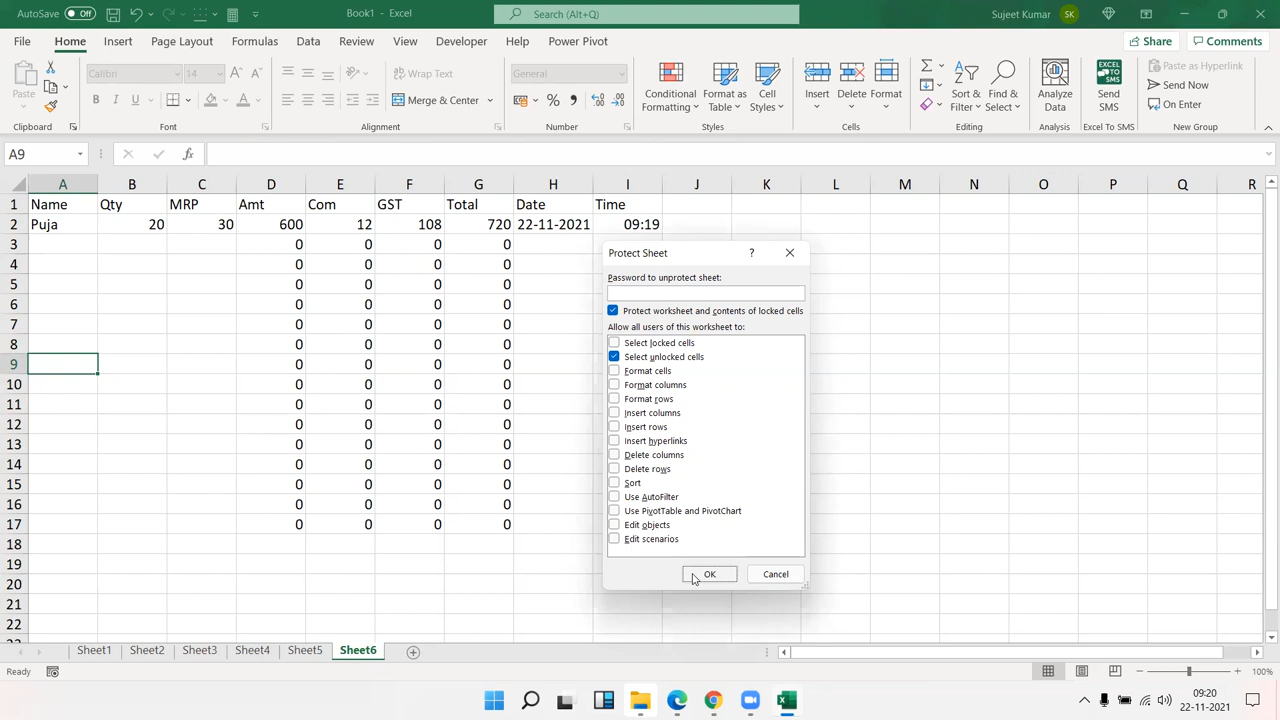 AutoSave Off Book1 - Excel Search (Alt+Q) Sujeet Kumar SK
File Home Insert Page Layout Formulas Data Review View Developer Help Power Pivot Share Comments
Paste Calibri Wrap Text General Conditional Formatting Format as Table Cell Styles Insert Delete Format Sort & Filter Find & Select Analyze Data Send SMS Paste as Hyperlink
B I U A Merge & Center % Send Now
On Enter
Clipboard Font Alignment Number Styles Cells Editing Analysis Excel To SMS New Group
A9 fx
A B C D E F G H I J K L M N O P Q R
1 Name Qty MRP Amt Com GST Total Date Time
2 Puja 20 30 600 12 108 720 22-11-2021 09:19
3 0 0 0 0
4 0 0 0 0
5 0 0 0 0
6 0 0 0 0
7 0 0 0 0
8 0 0 0 0
9 0 0 0 0
10 0 0 0 0
11 0 0 0 0
12 0 0 0 0
13 0 0 0 0
14 0 0 0 0
15 0 0 0 0
16 0 0 0 0
17 0 0 0 0
18
19
20
21
22
Protect Sheet ?
Password to unprotect sheet:
Protect worksheet and contents of locked cells
Allow all users of this worksheet to:
Select locked cells
Select unlocked cells
Format cells
Format columns
Format rows
Insert columns
Insert rows
Insert hyperlinks
Delete columns
Delete rows
Sort
Use AutoFilter
Use PivotTable and PivotChart
Edit objects
Edit scenarios
OK Cancel
Sheet1 Sheet2 Sheet3 Sheet4 Sheet5 Sheet6
Ready 100%
09:20
22-11-2021